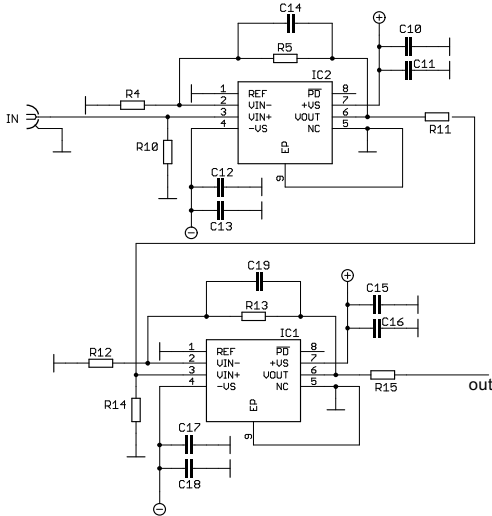 C14
R5
C10
C11
IC2
R4
IN
R10
1 REF PD 8
2 VIN- +VS 7
3 VIN+ VOUT 6
4 -VS NC 5
EP
9
R11
C12
C13
C19
R13
C15
C16
IC1
R12
R14
1 REF PD 8
2 VIN- +VS 7
3 VIN+ VOUT 6
4 -VS NC 5
EP
9
R15
out
C17
C18